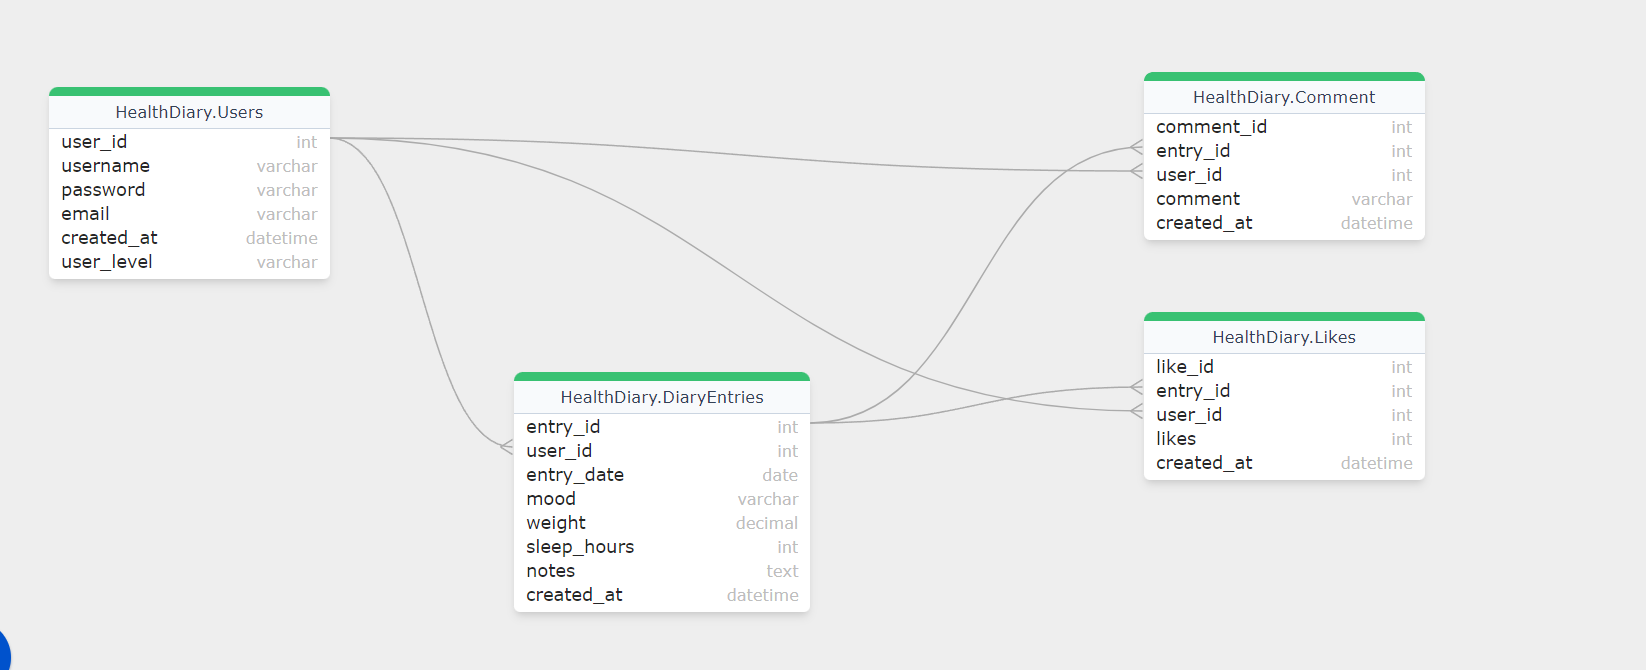 HealthDiary.Users
user_id int
username varchar
password varchar
email varchar
created_at datetime
user_level varchar
HealthDiary.DiaryEntries
entry_id int
user_id int
entry_date date
mood varchar
weight decimal
sleep_hours int
notes text
created_at datetime
HealthDiary.Comment
comment_id int
entry_id int
user_id int
comment varchar
created_at datetime
HealthDiary.Likes
like_id int
entry_id int
user_id int
likes int
created_at datetime